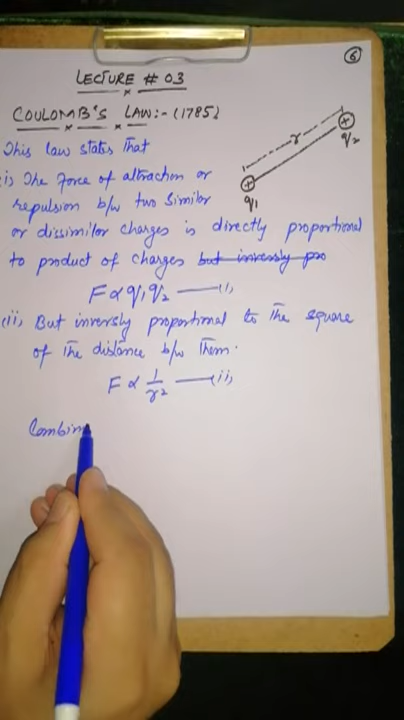 6
LECTURE # 03
COULOMB'S LAW:- (1785)
This law states that
r
q2
q1
(i) The force of attraction or
repulsion b/w two similar
or dissimilar charges is directly proportional
to product of charges but inversly pro
F ∝ q1 q2 —— (i)
(ii) But inversly proportional to the square
of the distance b/w them.
F ∝ 1/r2 —— (ii)
Combin